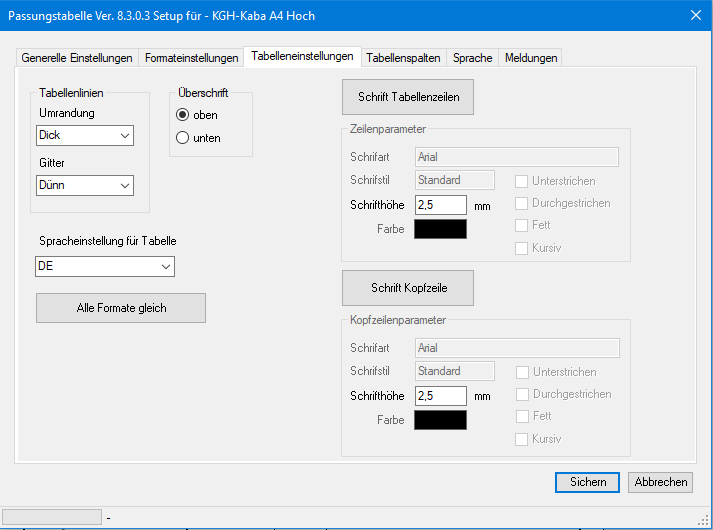 Passungstabelle Ver. 8.3.0.3 Setup für - KGH-Kaba A4 Hoch
Generelle Einstellungen Formateinstellungen Tabelleneinstellungen Tabellenspalten Sprache Meldungen
Tabellenlinien
Umrandung
Dick
Gitter
Dünn
Überschrift
oben
unten
Spracheinstellung für Tabelle
DE
Alle Formate gleich
Schrift Tabellenzeilen
Zeilenparameter
Schrifart Arial
Schrifstil Standard
Schrifthöhe 2,5 mm
Farbe
Unterstrichen
Durchgestrichen
Fett
Kursiv
Schrift Kopfzeile
Kopfzeilenparameter
Schrifart Arial
Schrifstil Standard
Schrifthöhe 2,5 mm
Farbe
Unterstrichen
Durchgestrichen
Fett
Kursiv
Sichern Abbrechen
-